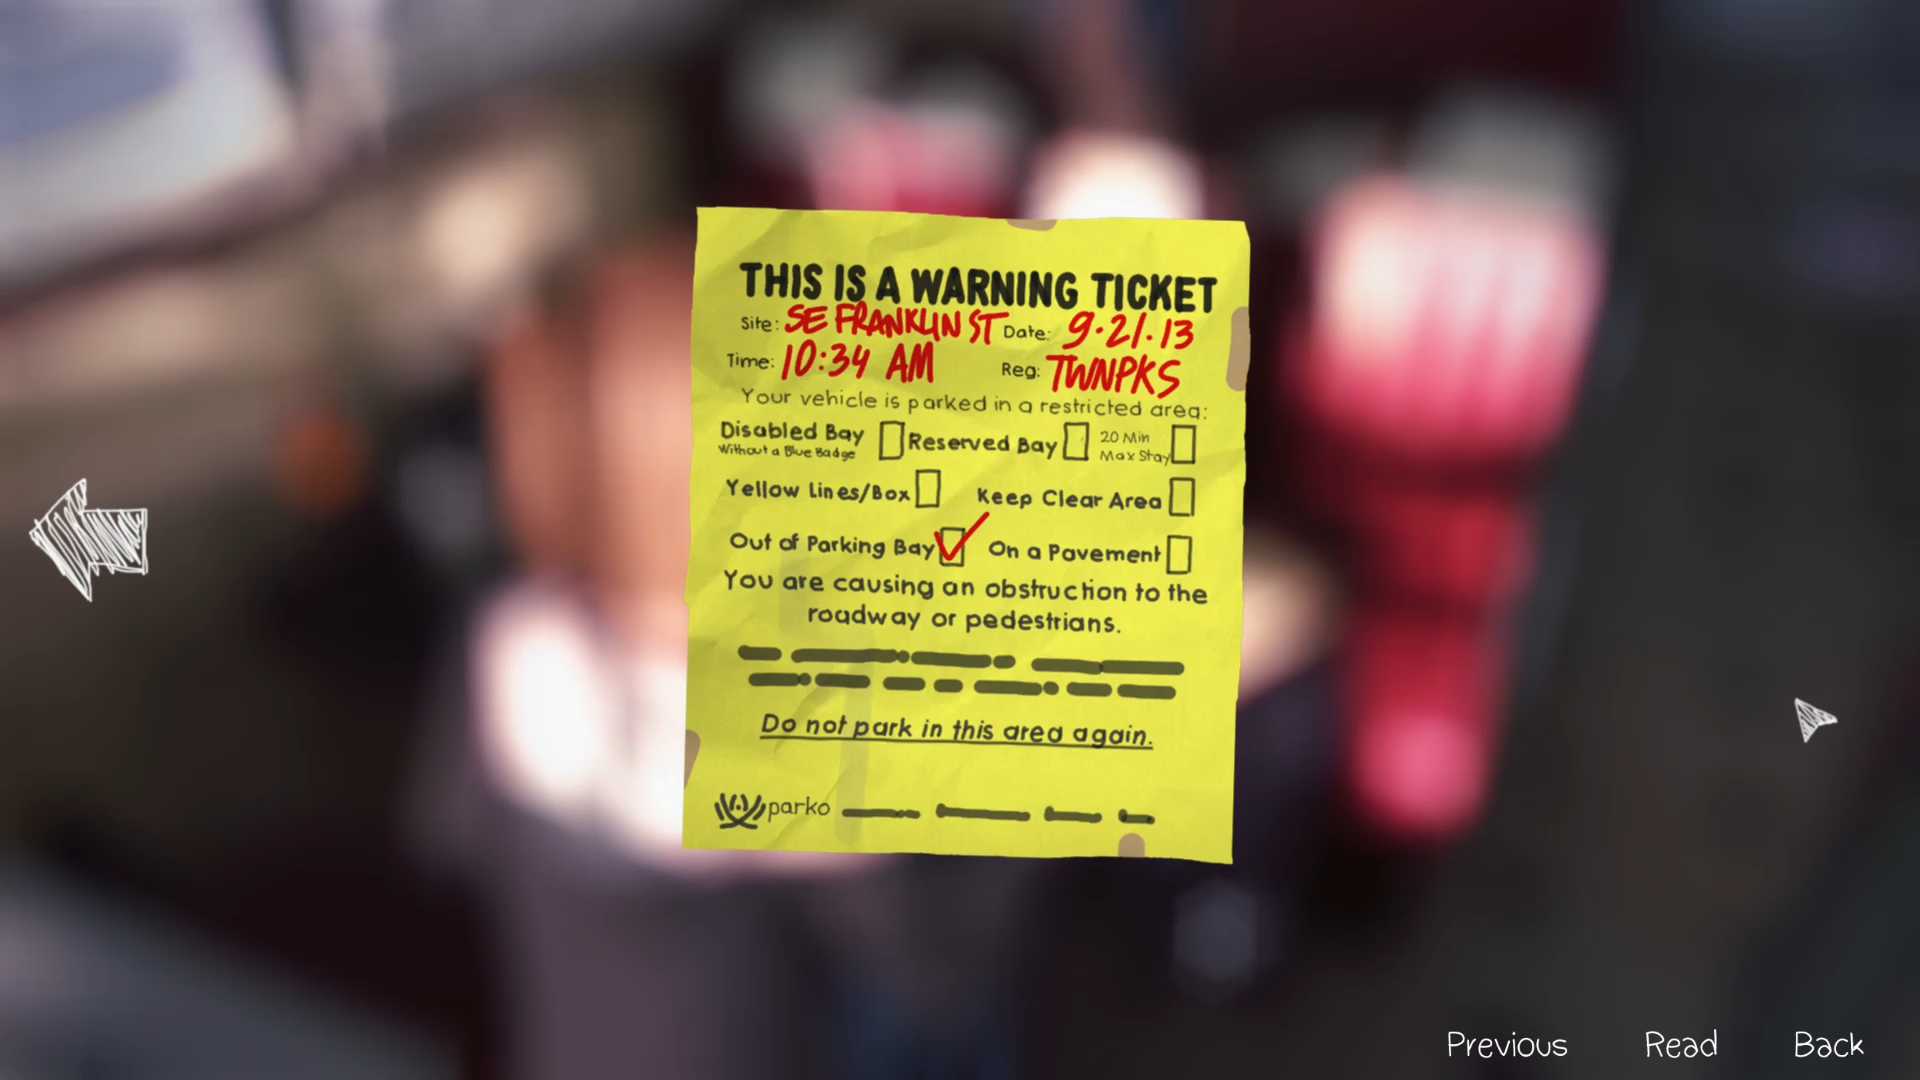 THIS IS A WARNING TICKET
Site: SE FRANKLIN ST Date: 9.21.13
Time: 10:34 AM Reg: TWNPKS
Your vehicle is parked in a restricted area:
Disabled Bay Reserved Bay 20 Min
Without a Blue Badge Max Stay
Yellow Lines/Box Keep Clear Area
Out of Parking Bay On a Pavement
You are causing an obstruction to the
roadway or pedestrians.
Do not park in this area again.
parko
Previous Read Back